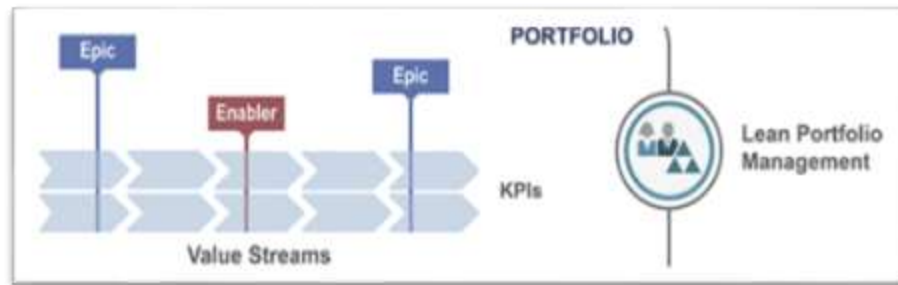 Epic
Enabler
Epic
Value Streams
KPIs
PORTFOLIO
Lean Portfolio
Management